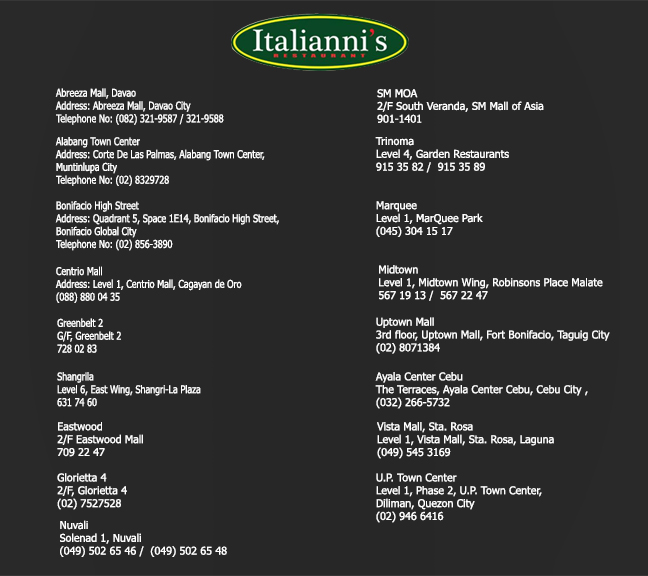 Italianni's
RESTAURANT
Abreeza Mall, Davao
Address: Abreeza Mall, Davao City
Telephone No: (082) 321-9587 / 321-9588
Alabang Town Center
Address: Corte De Las Palmas, Alabang Town Center,
Muntinlupa City
Telephone No: (02) 8329728
Bonifacio High Street
Address: Quadrant 5, Space 1E14, Bonifacio High Street,
Bonifacio Global City
Telephone No: (02) 856-3890
Centrio Mall
Address: Level 1, Centrio Mall, Cagayan de Oro
(088) 880 04 35
Greenbelt 2
G/F, Greenbelt 2
728 02 83
Shangrila
Level 6, East Wing, Shangri-La Plaza
631 74 60
Eastwood
2/F Eastwood Mall
709 22 47
Glorietta 4
2/F, Glorietta 4
(02) 7527528
Nuvali
Solenad 1, Nuvali
(049) 502 65 46 /  (049) 502 65 48
SM MOA
2/F South Veranda, SM Mall of Asia
901-1401
Trinoma
Level 4, Garden Restaurants
915 35 82 /  915 35 89
Marquee
Level 1, MarQuee Park
(045) 304 15 17
Midtown
Level 1, Midtown Wing, Robinsons Place Malate
567 19 13 /  567 22 47
Uptown Mall
3rd floor, Uptown Mall, Fort Bonifacio, Taguig City
(02) 8071384
Ayala Center Cebu
The Terraces, Ayala Center Cebu, Cebu City ,
(032) 266-5732
Vista Mall, Sta. Rosa
Level 1, Vista Mall, Sta. Rosa, Laguna
(049) 545 3169
U.P. Town Center
Level 1, Phase 2, U.P. Town Center,
Diliman, Quezon City
(02) 946 6416